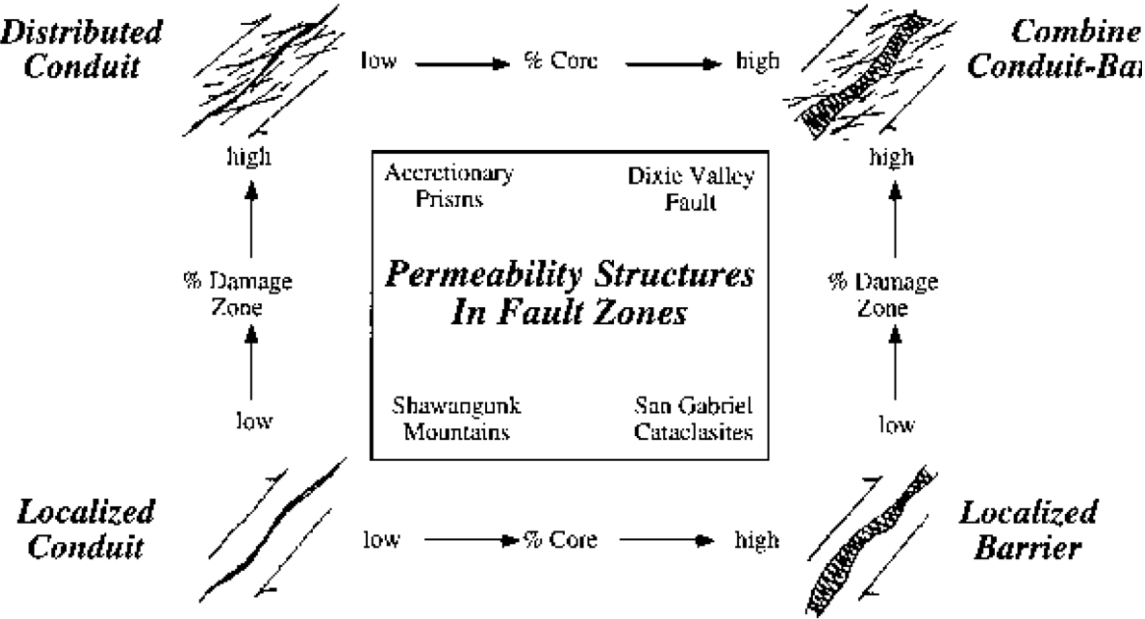 Distributed
Conduit
low
% Core
high
Combine
Conduit-Bar
high
high
Accretionary
Prisms
Dixie Valley
Fault
% Damage
Zone
Permeability Structures
In Fault Zones
% Damage
Zone
low
Shawangunk
Mountains
San Gabriel
Cataclasites
low
Localized
Conduit
low
% Core
high
Localized
Barrier